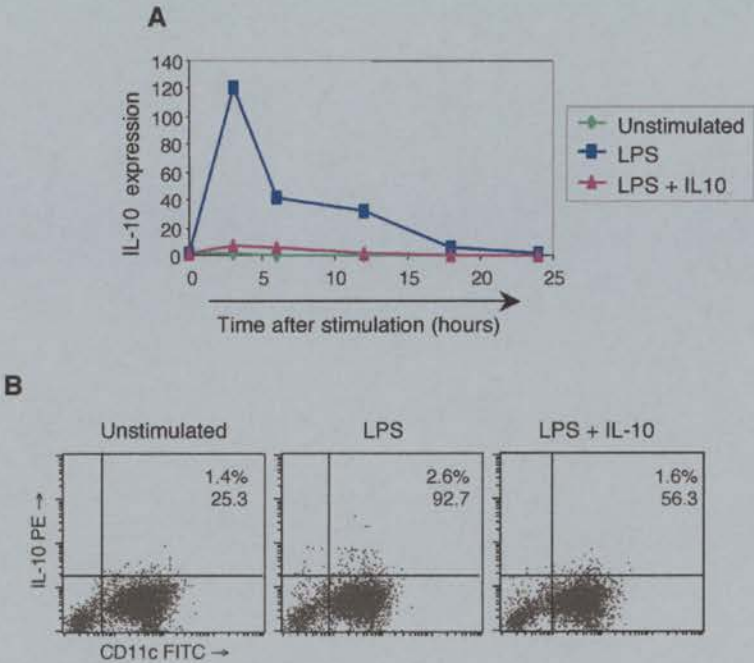 A
IL-10 expression
140
120
100
80
60
40
20
0
0 5 10 15 20 25
Time after stimulation (hours)
Unstimulated
LPS
LPS + IL10
B
Unstimulated LPS LPS + IL-10
1.4% 2.6% 1.6%
25.3 92.7 56.3
IL-10 PE →
CD11c FITC →